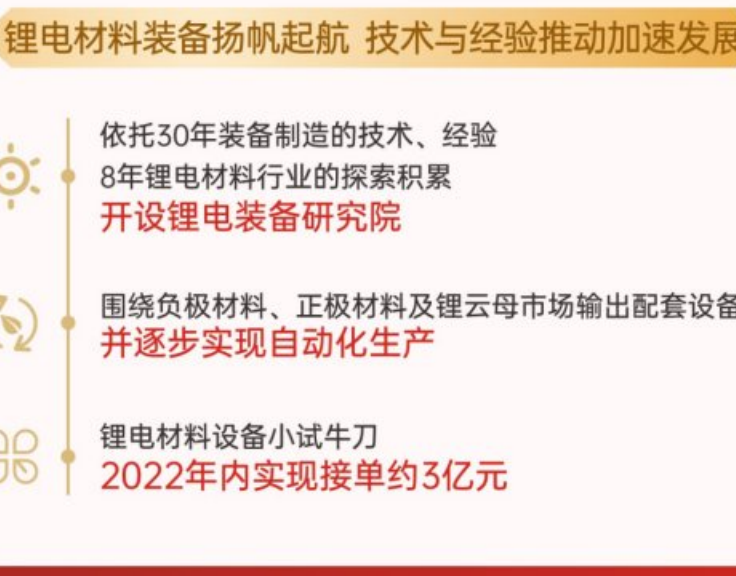 锂电材料装备扬帆起航 技术与经验推动加速发展
依托30年装备制造的技术、经验
8年锂电材料行业的探索积累
开设锂电装备研究院
围绕负极材料、正极材料及锂云母市场输出配套设备
并逐步实现自动化生产
锂电材料设备小试牛刀
2022年内实现接单约3亿元